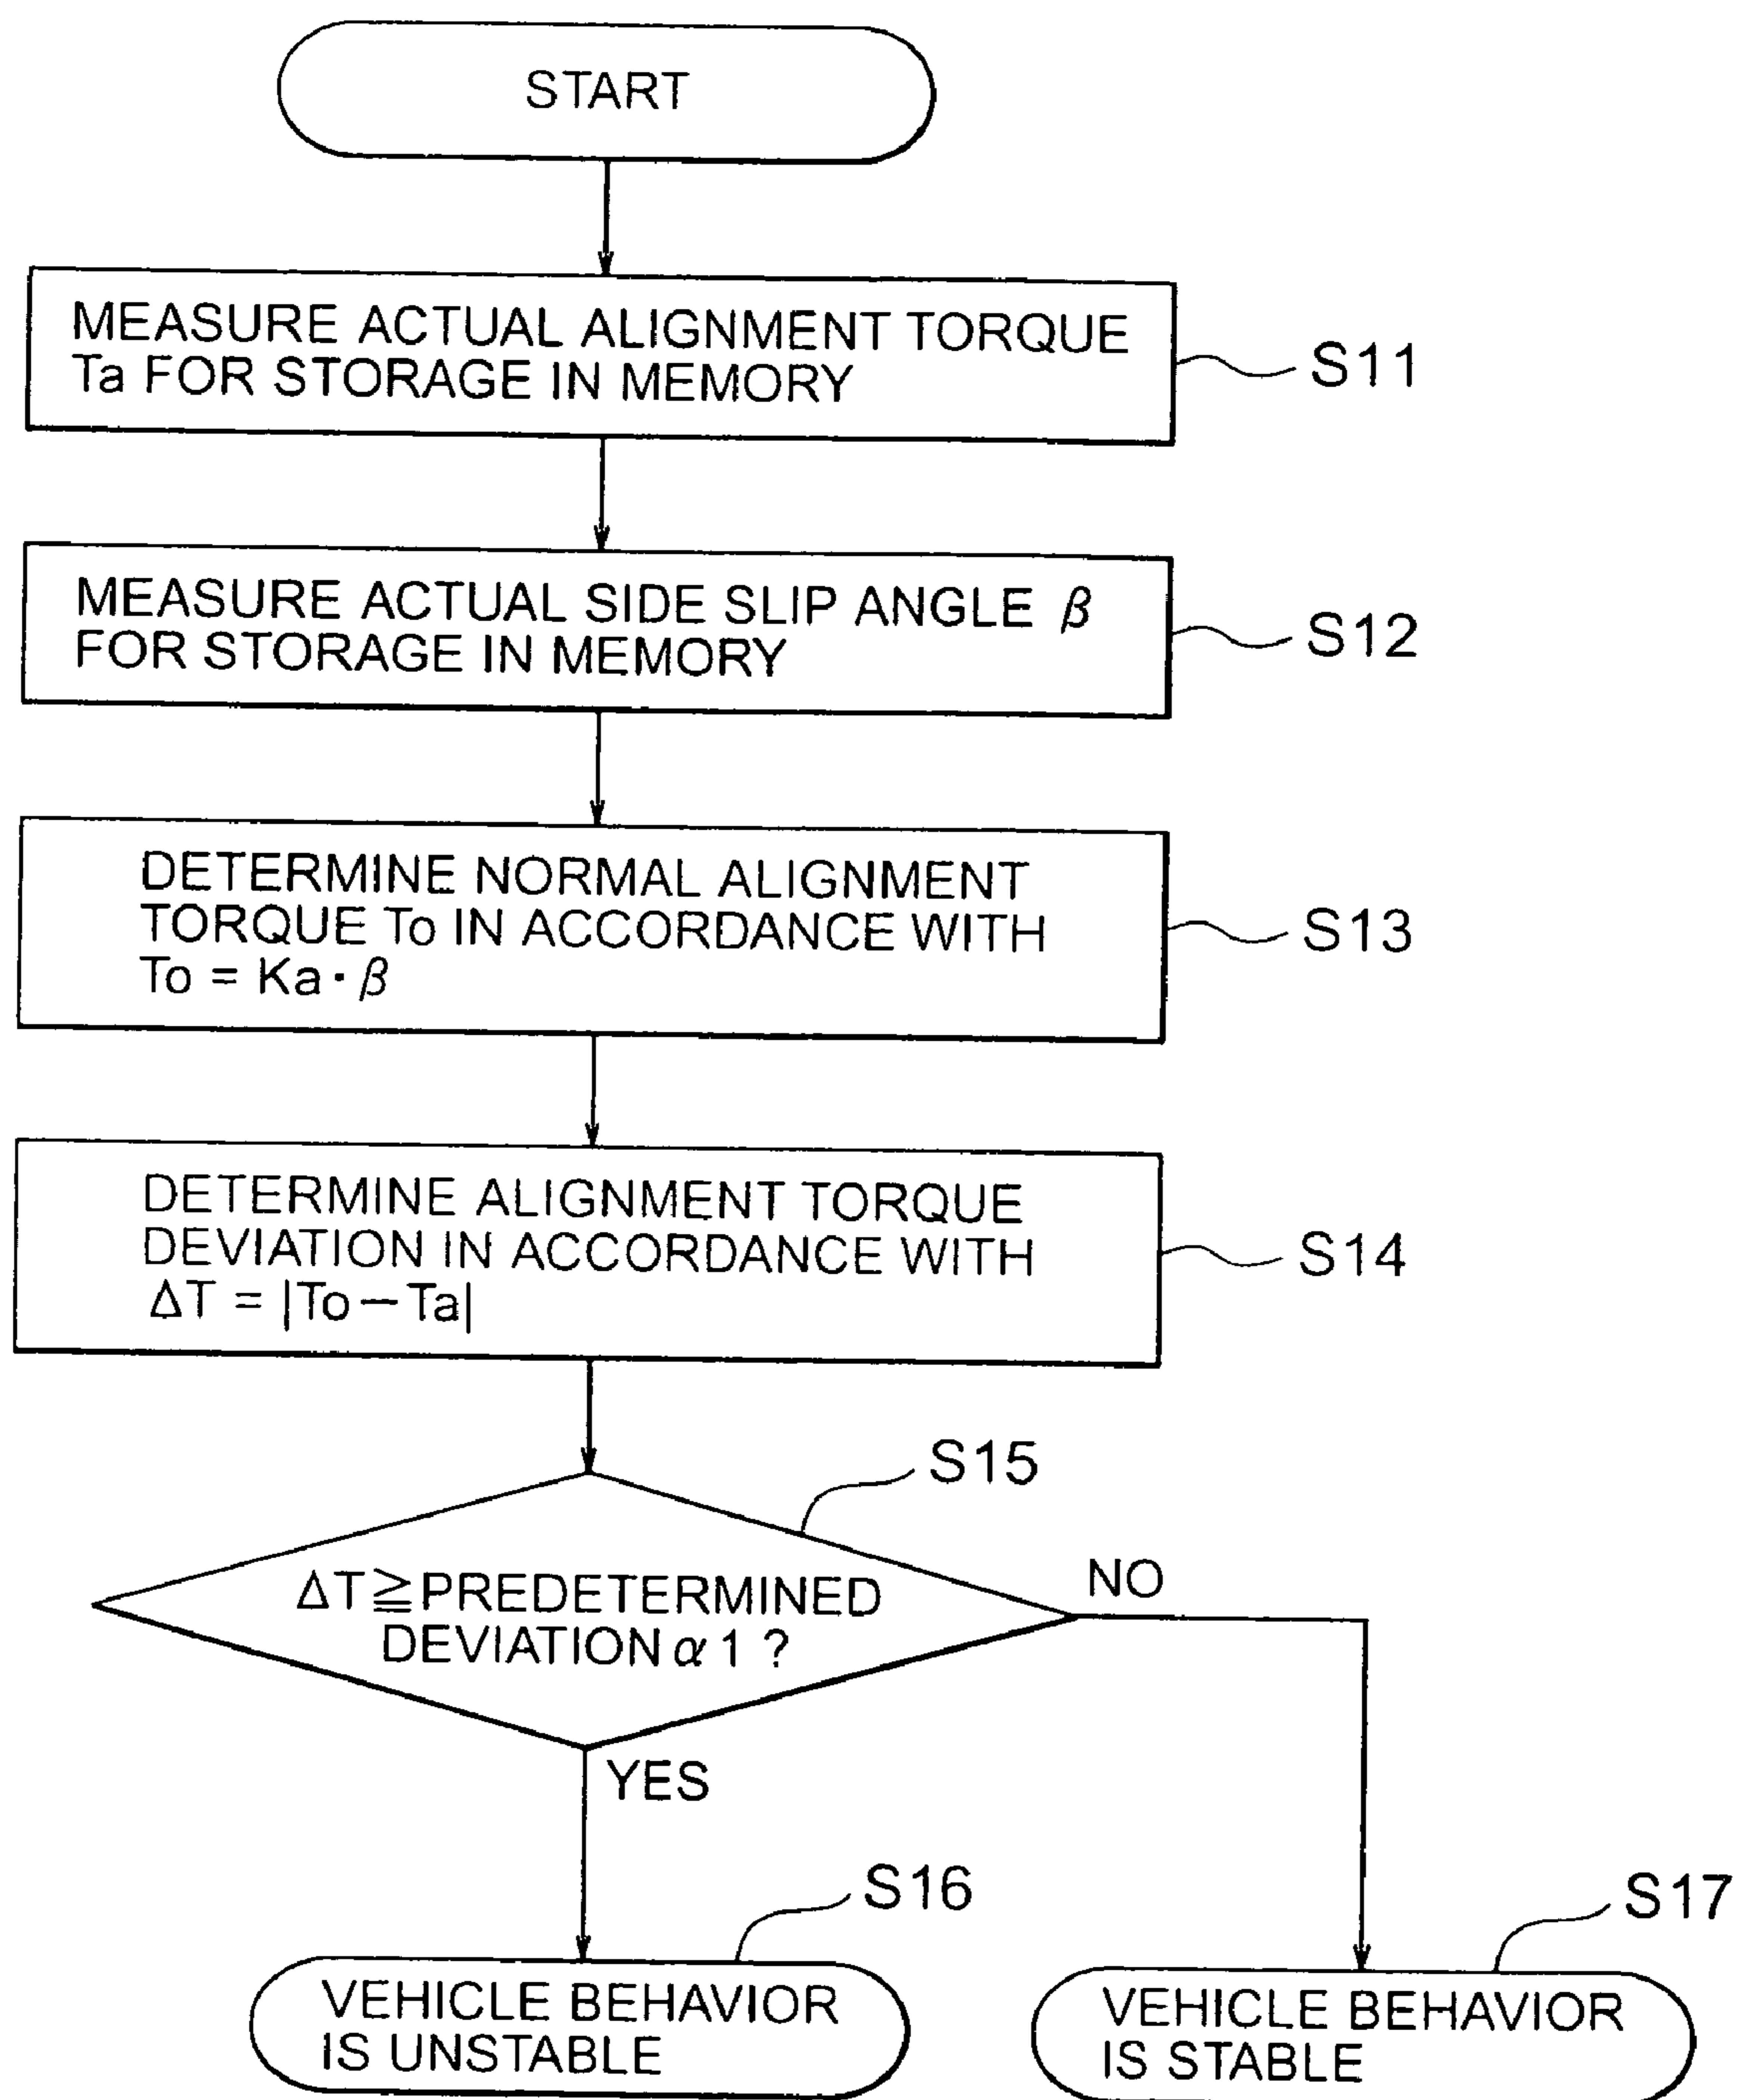 START
MEASURE ACTUAL ALIGNMENT TORQUE
Ta FOR STORAGE IN MEMORY
S11
MEASURE ACTUAL SIDE SLIP ANGLE β
FOR STORAGE IN MEMORY
S12
DETERMINE NORMAL ALIGNMENT
TORQUE To IN ACCORDANCE WITH
To = Ka · β
S13
DETERMINE ALIGNMENT TORQUE
DEVIATION IN ACCORDANCE WITH
ΔT = |To − Ta|
S14
S15
ΔT ≧ PREDETERMINED
DEVIATION α 1 ?
NO
YES
S16
VEHICLE BEHAVIOR
IS UNSTABLE
S17
VEHICLE BEHAVIOR
IS STABLE